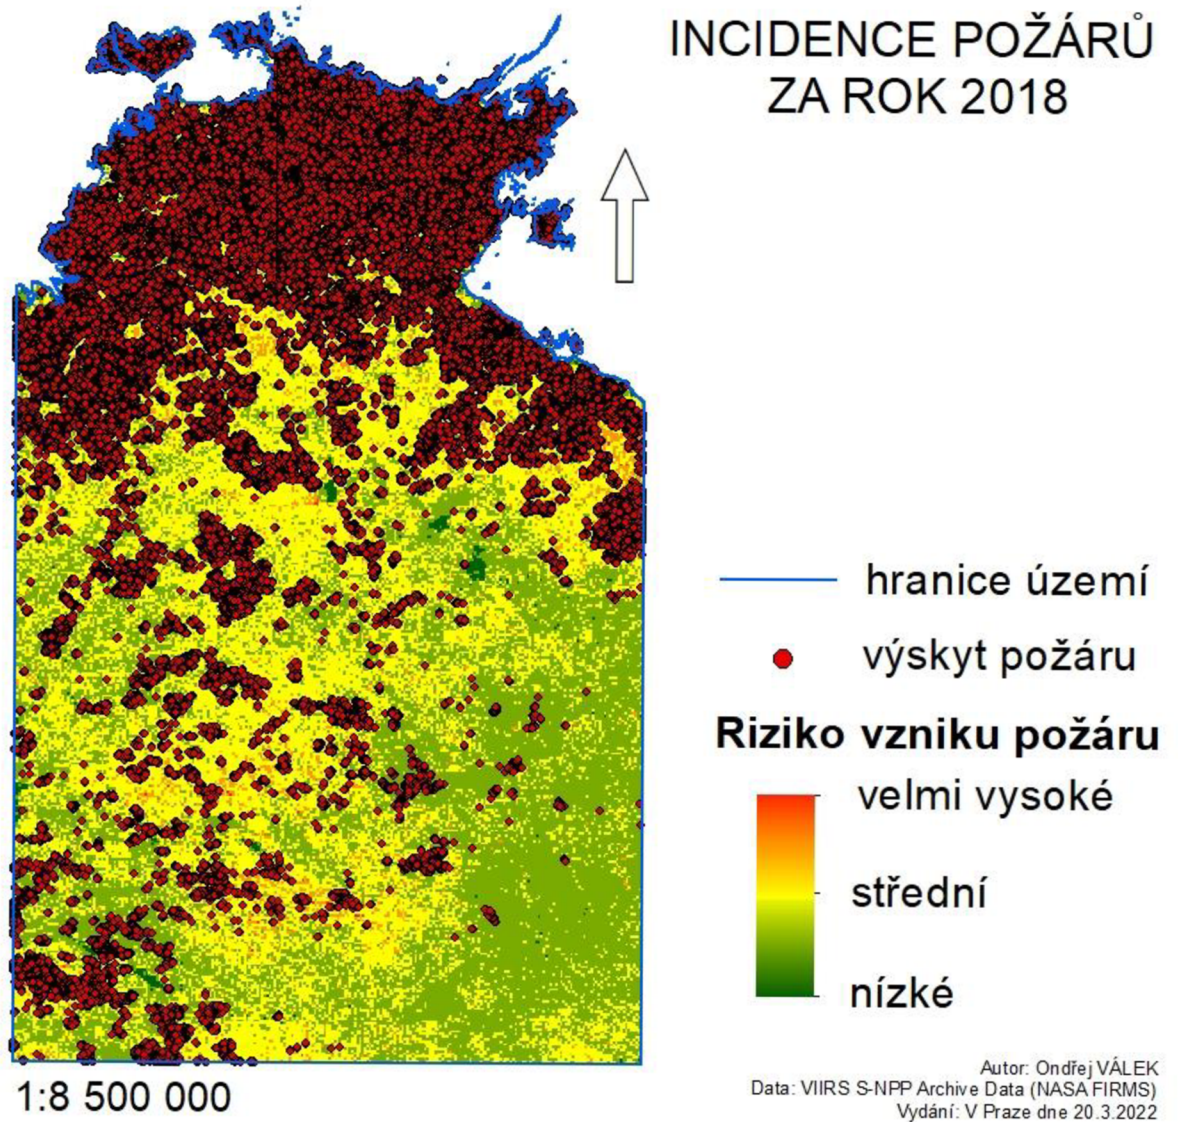 INCIDENCE POŽÁRŮ
ZA ROK 2018
hranice území
výskyt požáru
Riziko vzniku požáru
velmi vysoké
střední
nízké
1:8 500 000
Autor: Ondřej VÁLEK
Data: VIIRS S-NPP Archive Data (NASA FIRMS)
Vydání: V Praze dne 20.3.2022